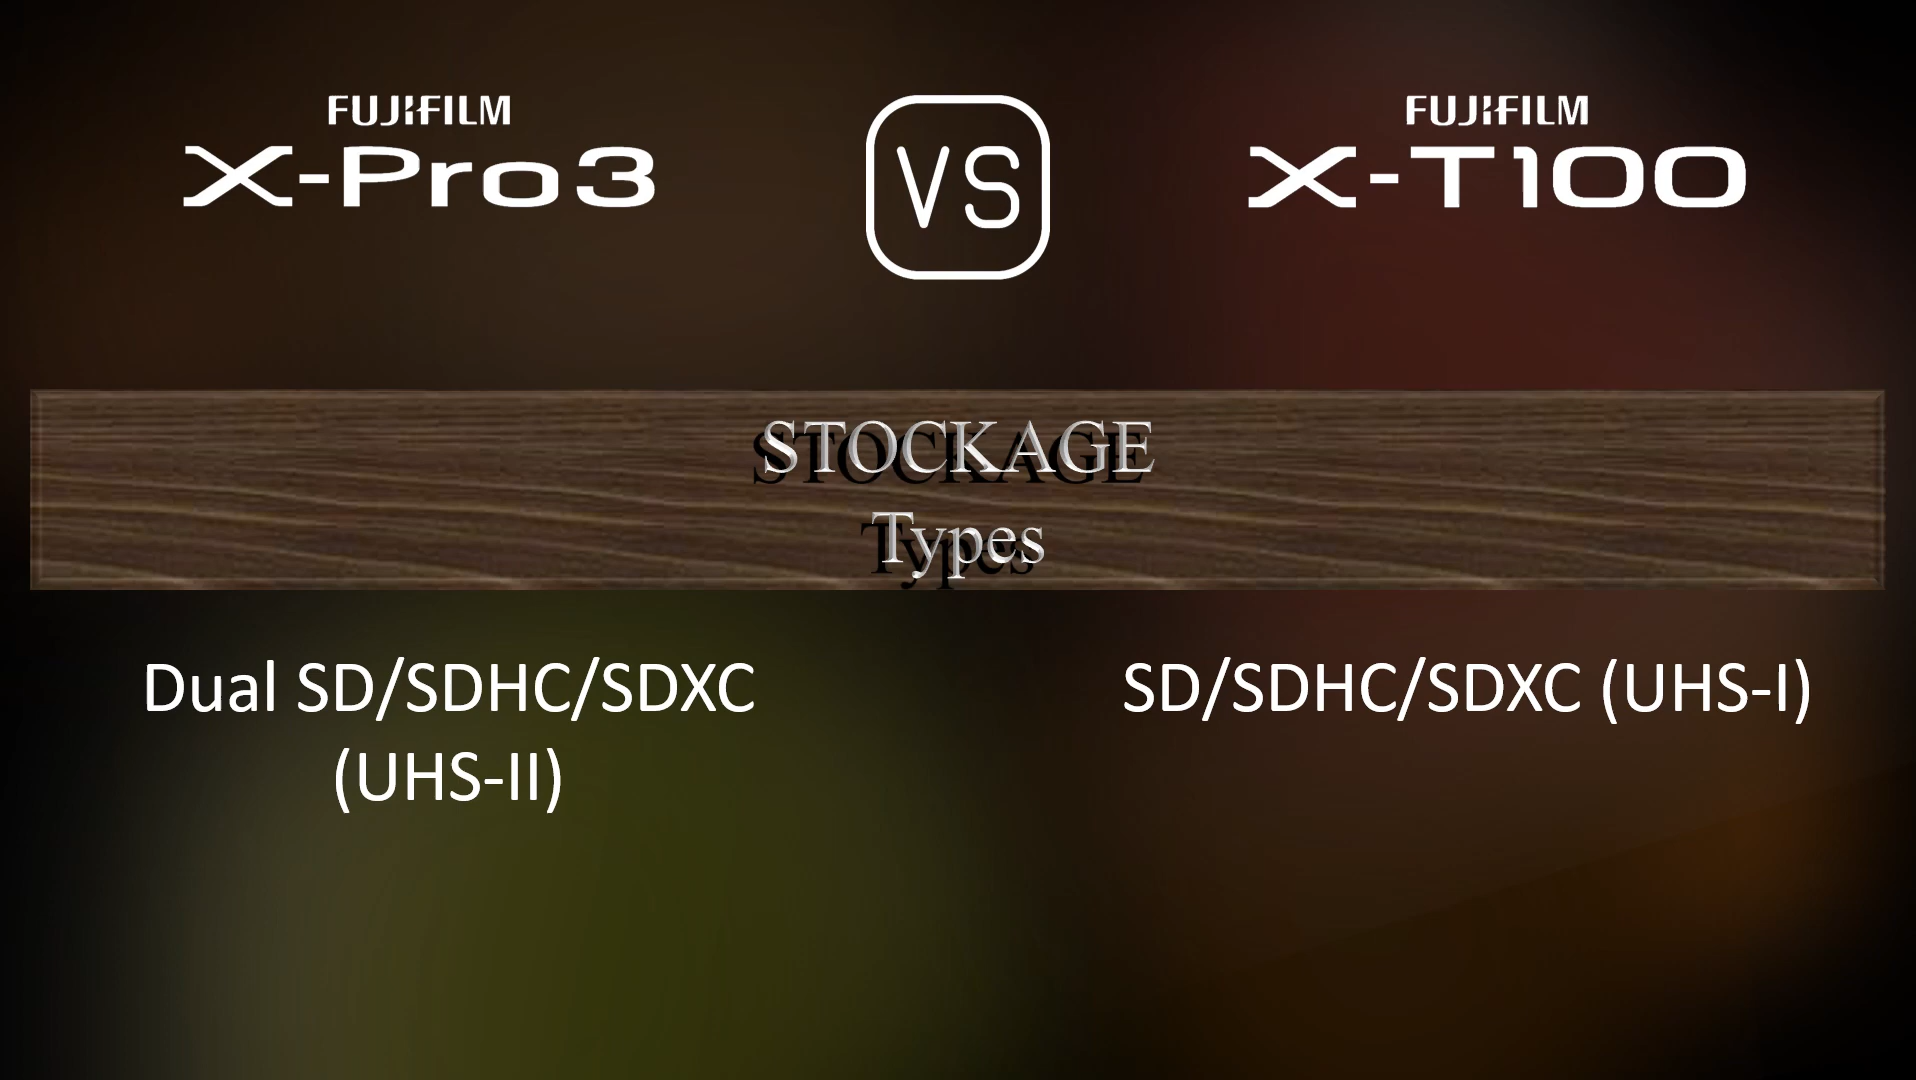 FUJIFILM
X-Pro3
VS
FUJIFILM
X-T100
STOCKAGE
Types
Dual SD/SDHC/SDXC
(UHS-II)
SD/SDHC/SDXC (UHS-I)